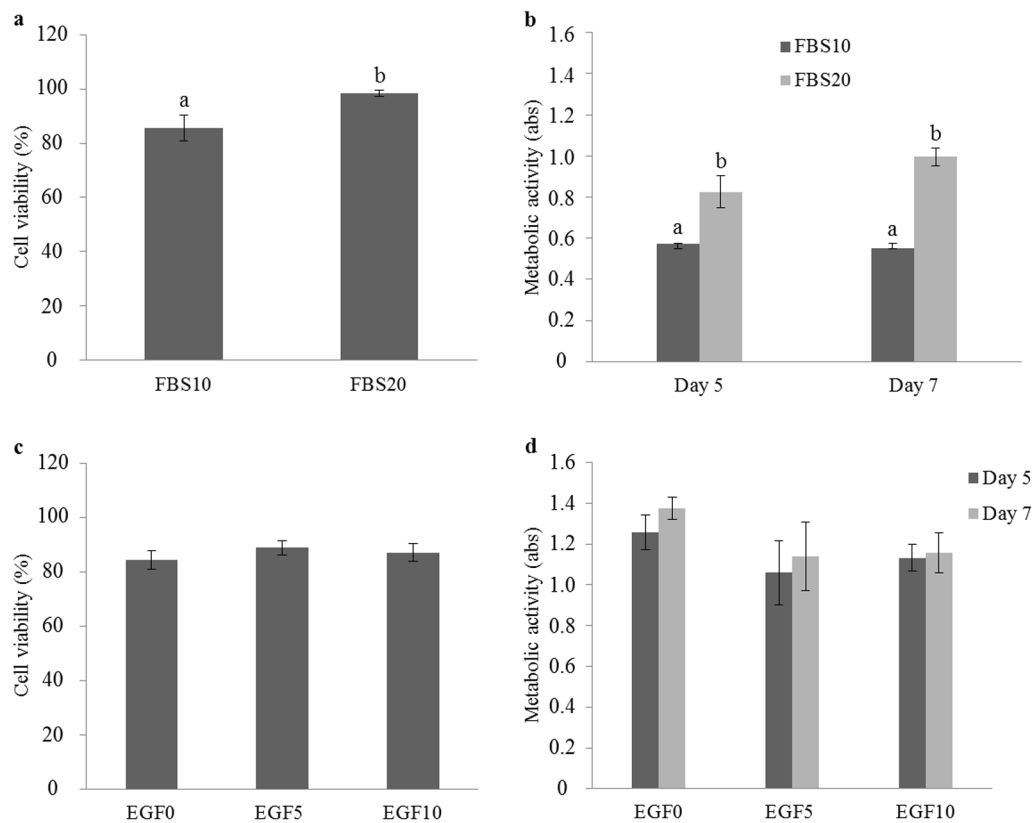 a
120
100
80
60
40
20
0
Cell viability (%)
a
b
FBS10
FBS20
b
1.6
1.4
1.2
1.0
0.8
0.6
0.4
0.2
0
Metabolic activity (abs)
FBS10
FBS20
a
b
a
b
Day 5
Day 7
c
120
100
80
60
40
20
0
Cell viability (%)
EGF0
EGF5
EGF10
d
1.6
1.4
1.2
1.0
0.8
0.6
0.4
0.2
0
Metabolic activity (abs)
Day 5
Day 7
EGF0
EGF5
EGF10